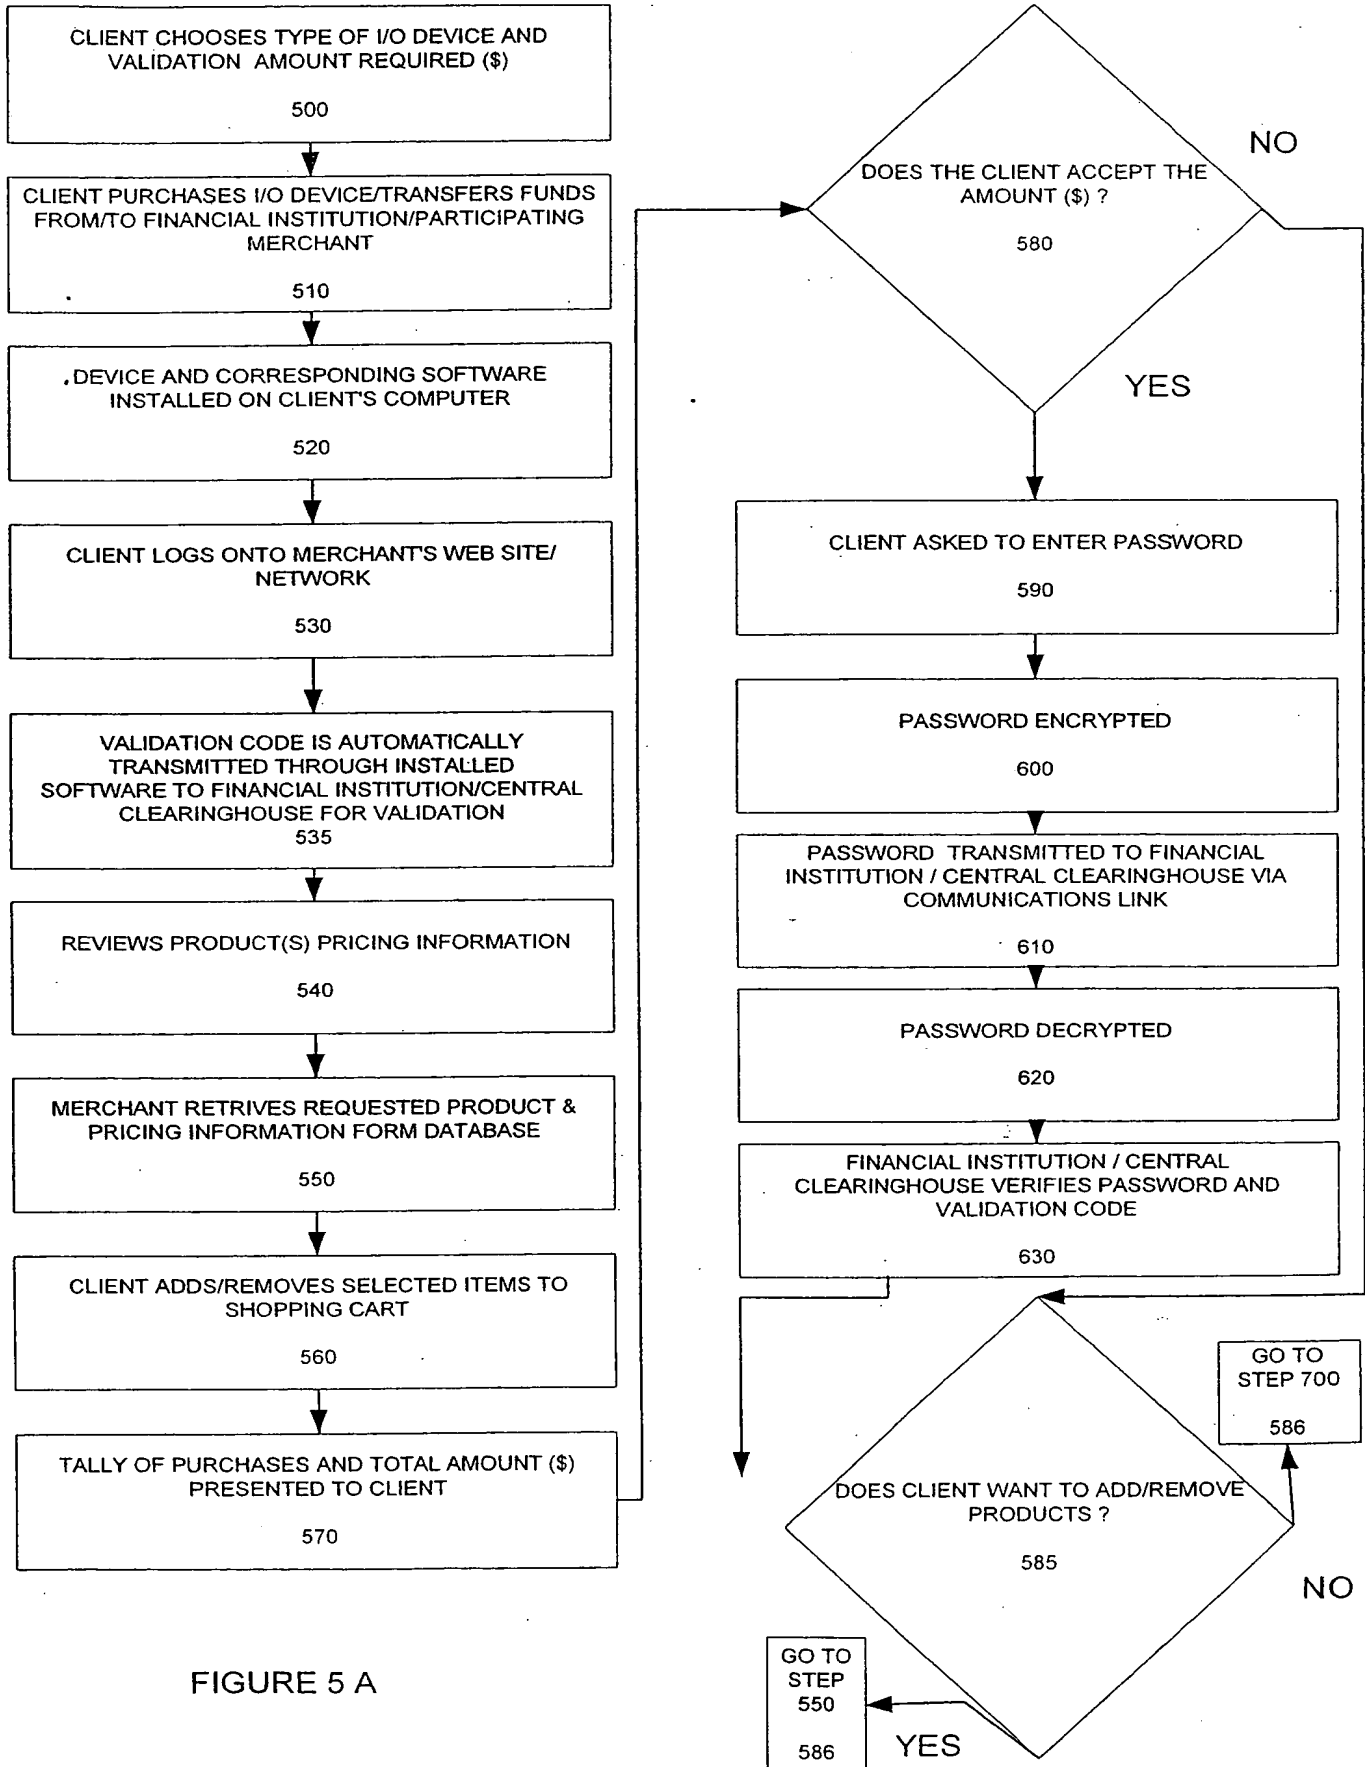 CLIENT CHOOSES TYPE OF I/O DEVICE AND
VALIDATION AMOUNT REQUIRED ($)
500
CLIENT PURCHASES I/O DEVICE/TRANSFERS FUNDS
FROM/TO FINANCIAL INSTITUTION/PARTICIPATING
MERCHANT
510
DEVICE AND CORRESPONDING SOFTWARE
INSTALLED ON CLIENT'S COMPUTER
520
CLIENT LOGS ONTO MERCHANT'S WEB SITE/
NETWORK
530
VALIDATION CODE IS AUTOMATICALLY
TRANSMITTED THROUGH INSTALLED
SOFTWARE TO FINANCIAL INSTITUTION/CENTRAL
CLEARINGHOUSE FOR VALIDATION
535
REVIEWS PRODUCT(S) PRICING INFORMATION
540
MERCHANT RETRIVES REQUESTED PRODUCT &
PRICING INFORMATION FORM DATABASE
550
CLIENT ADDS/REMOVES SELECTED ITEMS TO
SHOPPING CART
560
TALLY OF PURCHASES AND TOTAL AMOUNT ($)
PRESENTED TO CLIENT
570
DOES THE CLIENT ACCEPT THE
AMOUNT ($) ?
580
NO
YES
CLIENT ASKED TO ENTER PASSWORD
590
PASSWORD ENCRYPTED
600
PASSWORD TRANSMITTED TO FINANCIAL
INSTITUTION / CENTRAL CLEARINGHOUSE VIA
COMMUNICATIONS LINK
610
PASSWORD DECRYPTED
620
FINANCIAL INSTITUTION / CENTRAL
CLEARINGHOUSE VERIFIES PASSWORD AND
VALIDATION CODE
630
GO TO
STEP 700
586
DOES CLIENT WANT TO ADD/REMOVE
PRODUCTS ?
585
NO
GO TO
STEP
550
586
YES
FIGURE 5 A